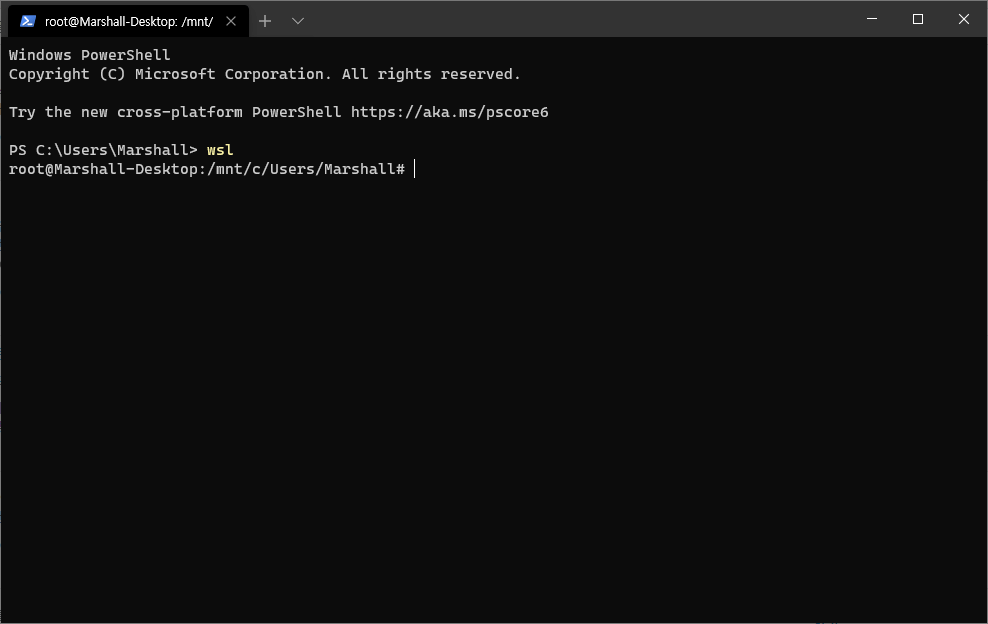 root@Marshall-Desktop: /mnt/
Windows PowerShell
Copyright (C) Microsoft Corporation. All rights reserved.
Try the new cross-platform PowerShell https://aka.ms/pscore6
PS C:\Users\Marshall> wsl
root@Marshall-Desktop:/mnt/c/Users/Marshall#